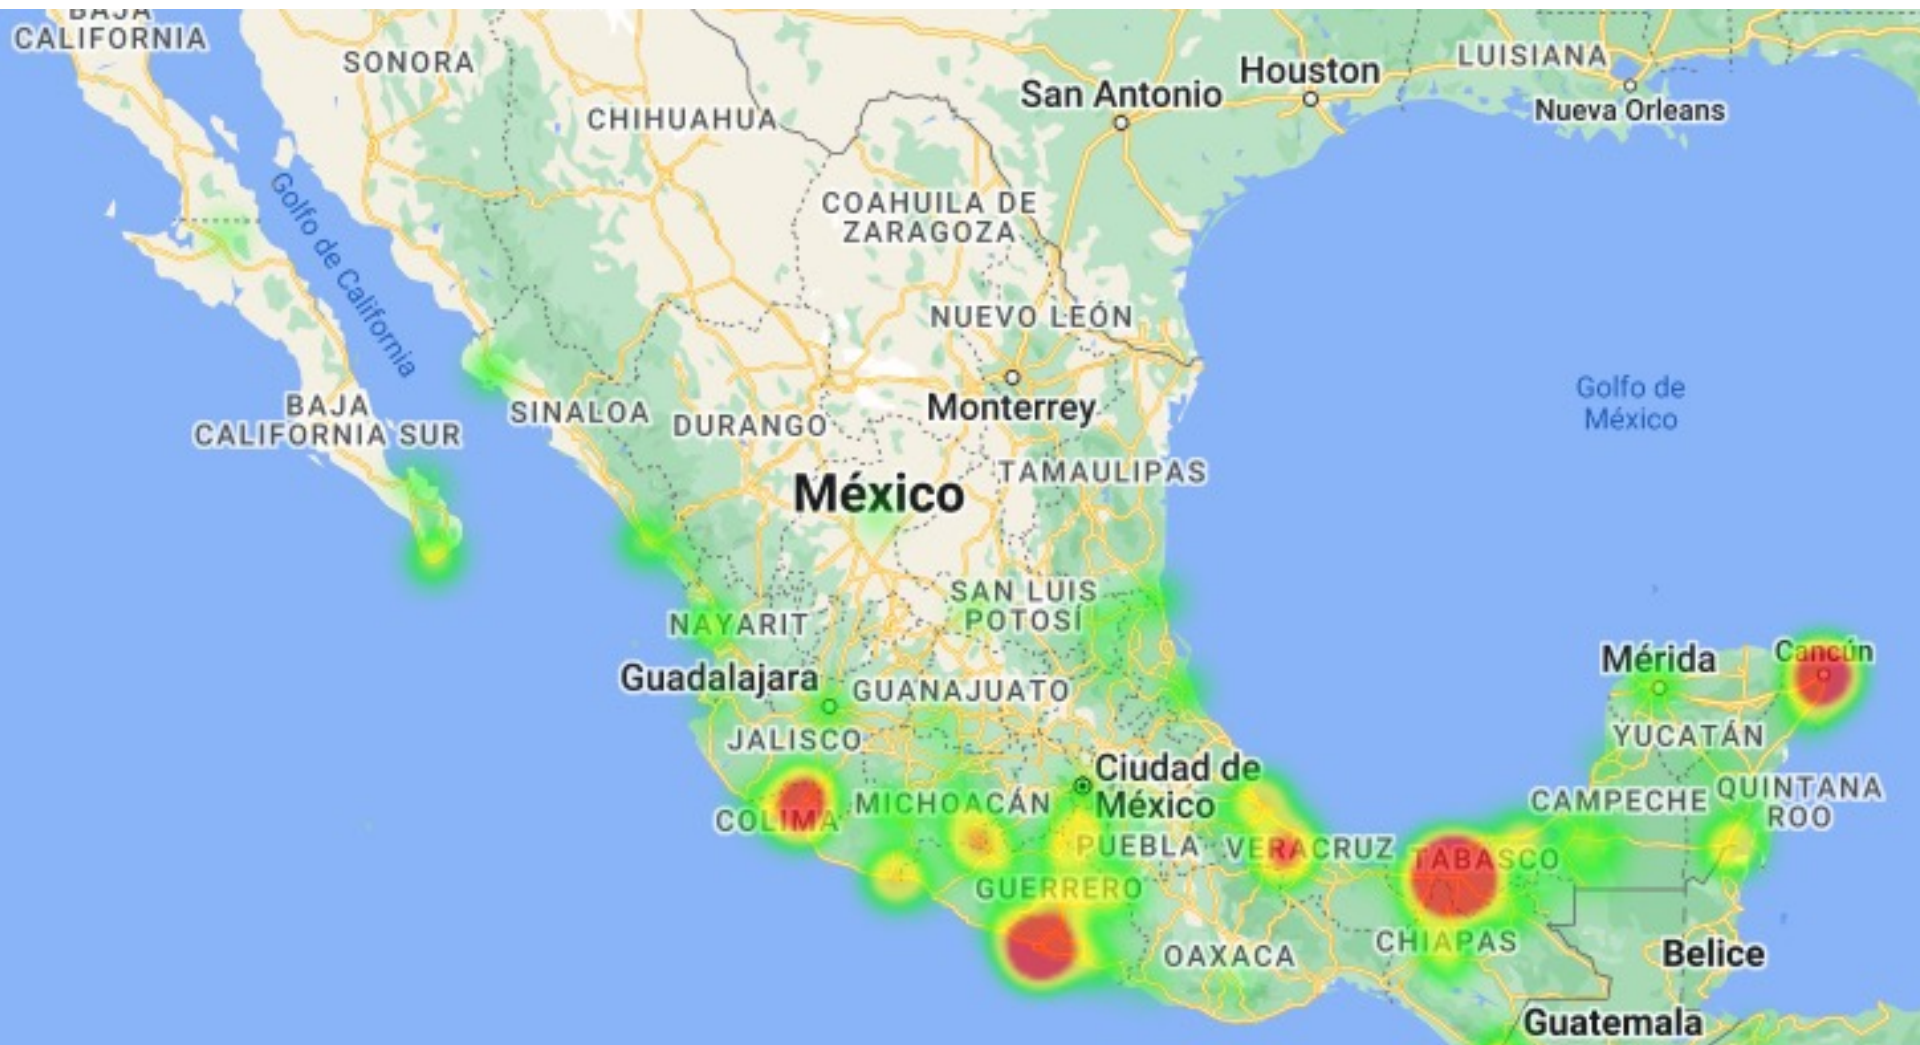 BAJA
CALIFORNIA
SONORA
CHIHUAHUA
San Antonio
Houston
LUISIANA
Nueva Orleans
COAHUILA DE
ZARAGOZA
Golfo de California
NUEVO LEÓN
Monterrey
BAJA
CALIFORNIA SUR
SINALOA
DURANGO
Golfo de
México
México
TAMAULIPAS
SAN LUIS
POTOSÍ
NAYARIT
Guadalajara
GUANAJUATO
Mérida
Cancún
JALISCO
YUCATÁN
Ciudad de
México
COLIMA
MICHOACÁN
CAMPECHE
QUINTANA
ROO
PUEBLA
VERACRUZ
TABASCO
GUERRERO
OAXACA
CHIAPAS
Belice
Guatemala